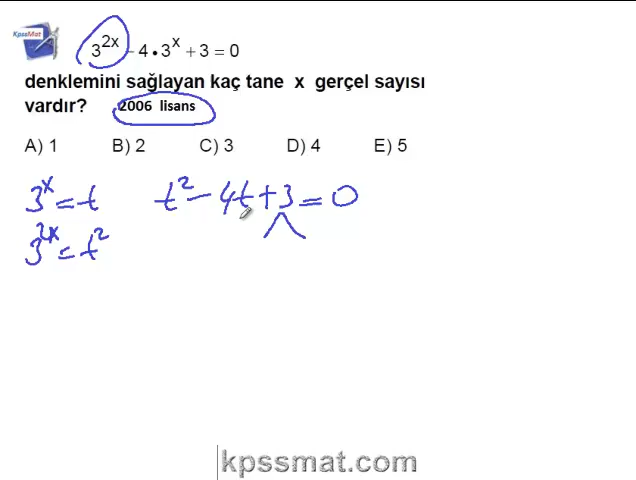 KpssMat
3^{2x} - 4 • 3^x + 3 = 0
denklemini sağlayan kaç tane x gerçel sayısı
vardır? 2006 lisans
A) 1 B) 2 C) 3 D) 4 E) 5
3^x = t t^2 - 4t + 3 = 0
3^{2x} = t^2
kpssmat.com